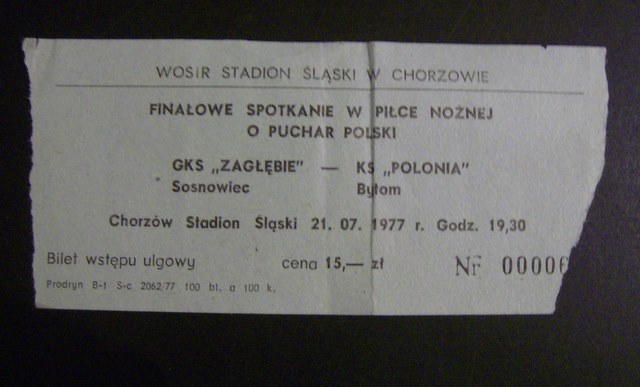 WOSiR STADION ŚLĄSKI W CHORZOWIE
FINAŁOWE SPOTKANIE W PIŁCE NOŻNEJ
O PUCHAR POLSKI
GKS „ZAGŁĘBIE” — KS „POLONIA”
Sosnowiec Bytom
Chorzów Stadion Śląski 21. 07. 1977 r. Godz. 19,30
Bilet wstępu ulgowy cena 15,— zł Nr 00006
Prodryn B-1 S-c 2062/77 100 bl. a 100 k.